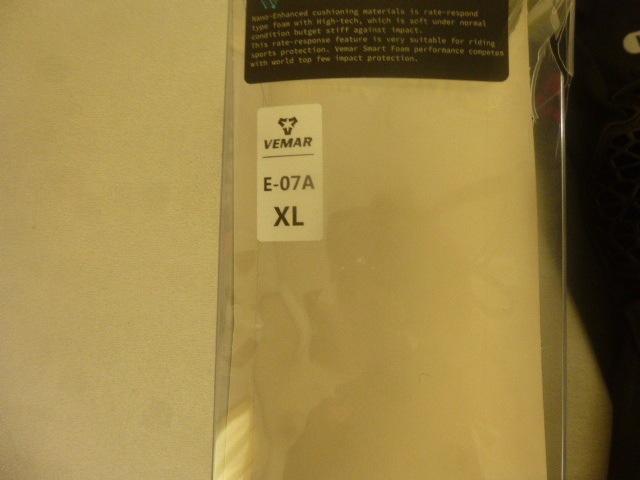 Nano-Enhanced cushioning materials is rate-respond
type foam with High-tech, which is soft under normal
condition butget stiff against impact.
This rate-response feature is very suitable for riding
sports protection. Vemar Smart Foam performance competes
with world top few impact protection.
VEMAR
E-07A
XL